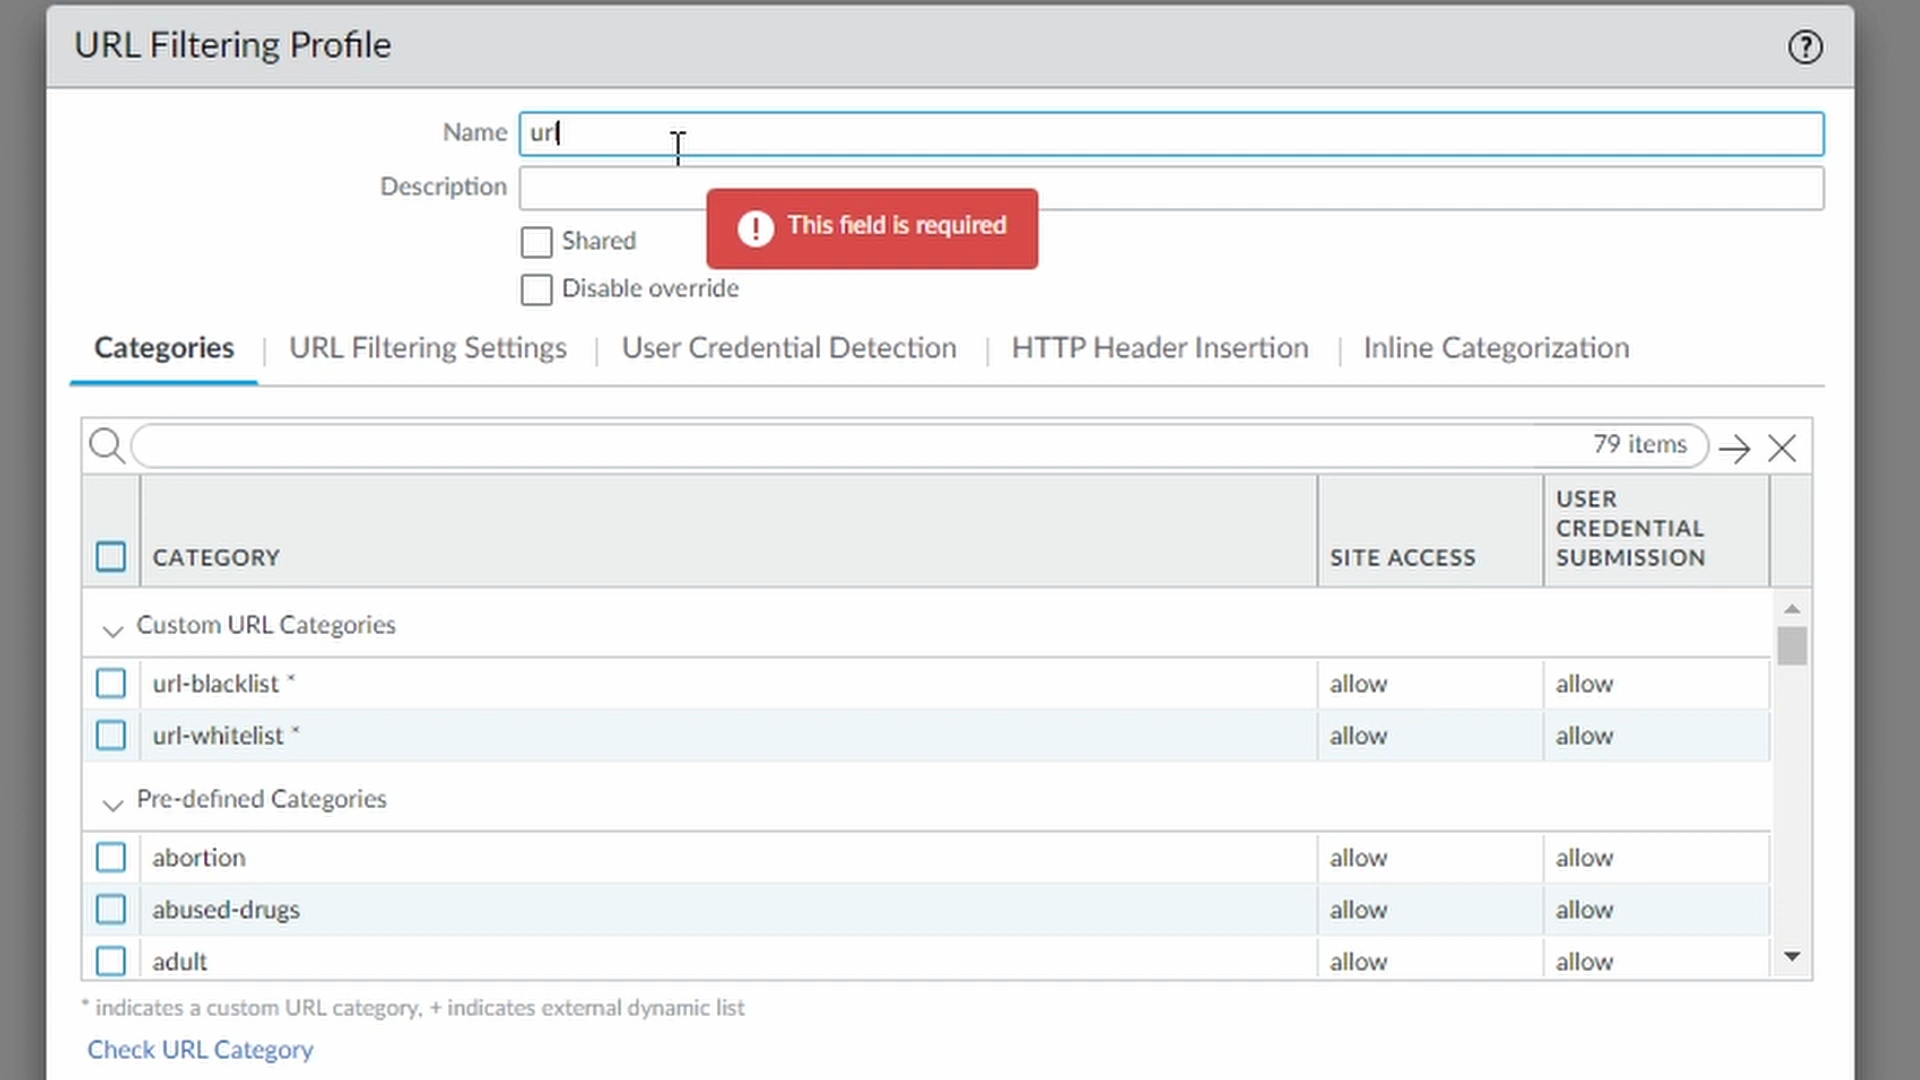 URL Filtering Profile
Name url
Description
This field is required
Shared
Disable override
Categories | URL Filtering Settings | User Credential Detection | HTTP Header Insertion | Inline Categorization
79 items
CATEGORY SITE ACCESS USER CREDENTIAL SUBMISSION
Custom URL Categories
url-blacklist * allow allow
url-whitelist * allow allow
Pre-defined Categories
abortion allow allow
abused-drugs allow allow
adult allow allow
* indicates a custom URL category, + indicates external dynamic list
Check URL Category